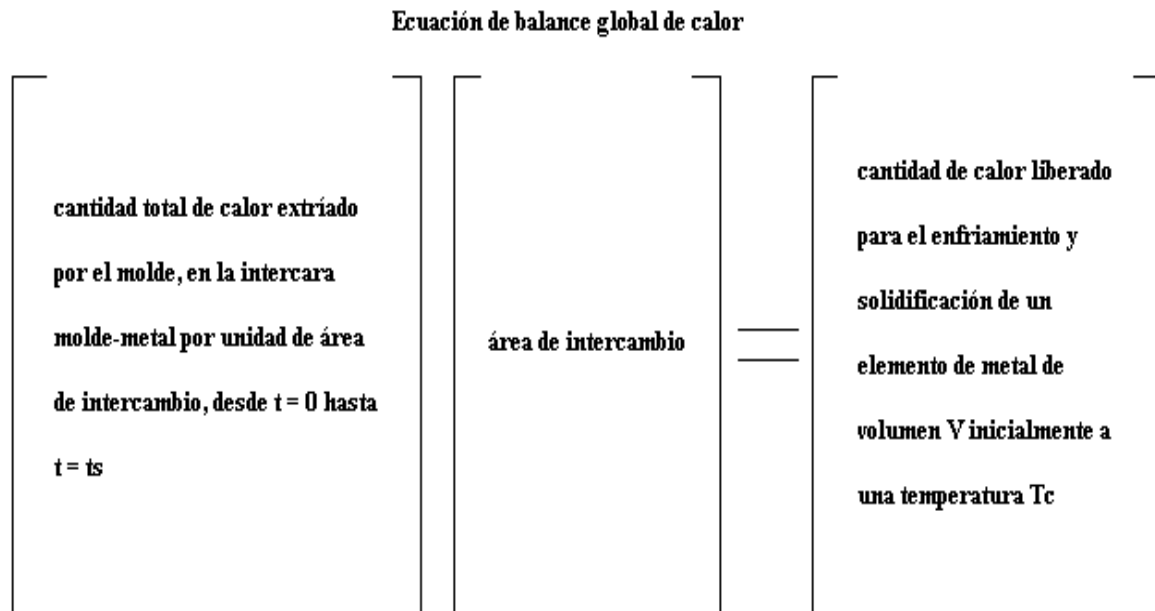 Ecuación de balance global de calor
cantidad total de calor extríado
por el molde, en la intercara
molde-metal por unidad de área
de intercambio, desde t = 0 hasta
t = ts
área de intercambio
cantidad de calor liberado
para el enfriamiento y
solidificación de un
elemento de metal de
volumen V inicialmente a
una temperatura Tc